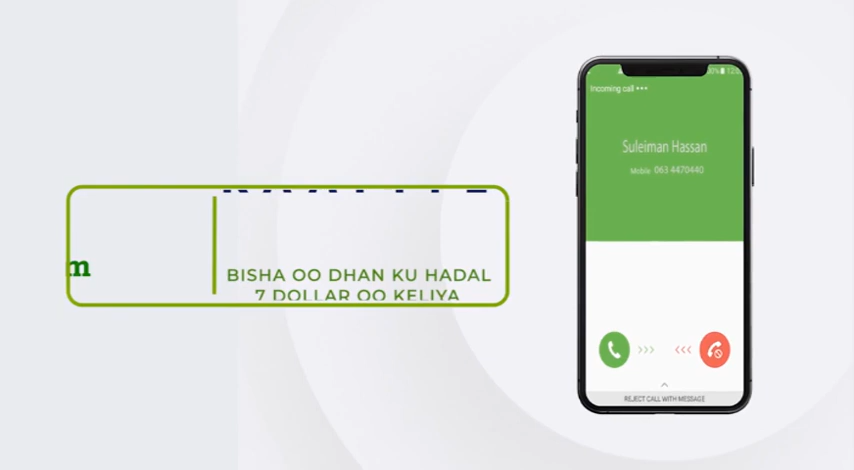 m
BISHA OO DHAN KU HADAL
7 DOLLAR OO KELIYA
Incoming call •••
Suleiman Hassan
Mobile 063 4470440
REJECT CALL WITH MESSAGE